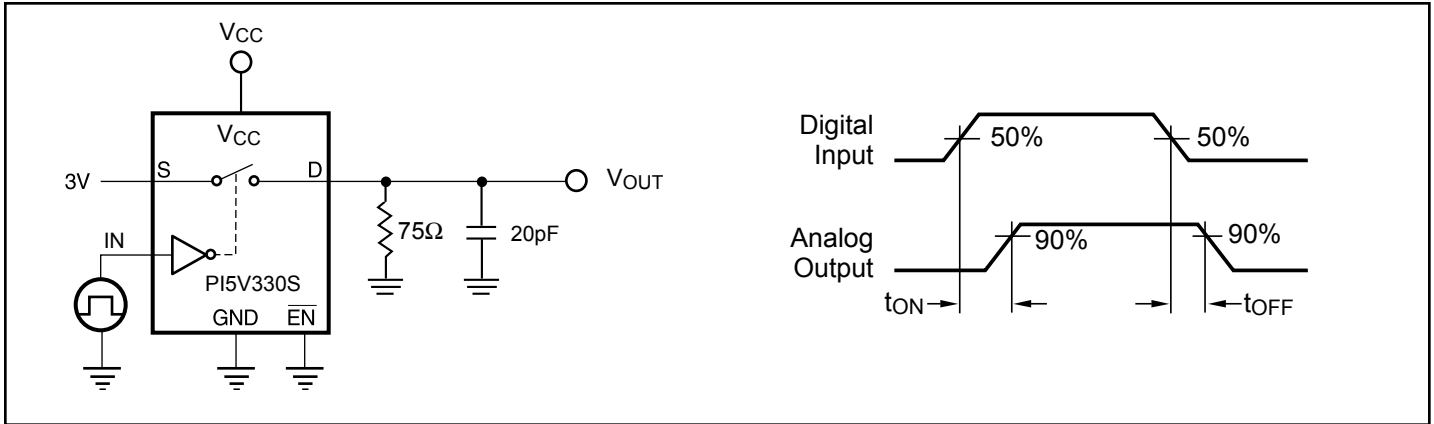 VCC
VCC
S
D
3V
VOUT
75Ω
20pF
IN
PI5V330S
GND
EN
Digital
Input
50%
50%
Analog
Output
90%
90%
tON
tOFF